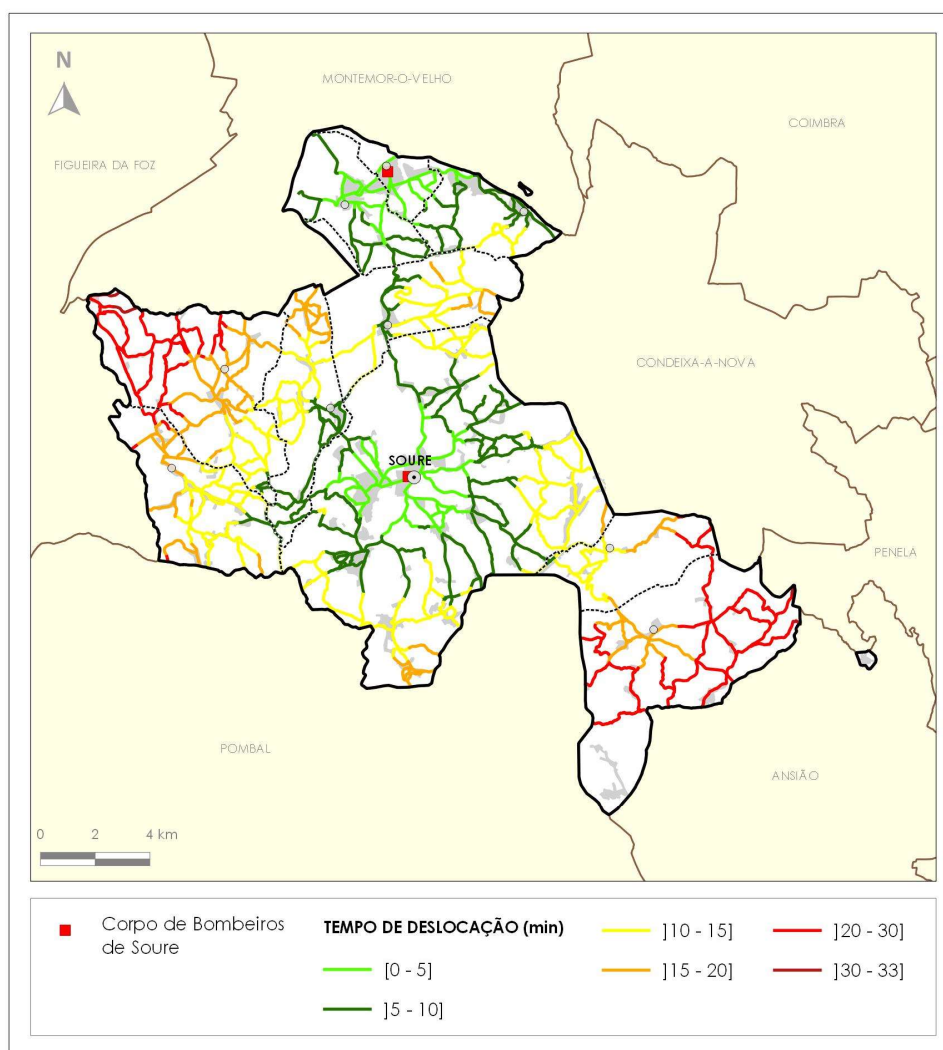 N
MONTEMOR-O-VELHO
COIMBRA
FIGUEIRA DA FOZ
CONDEIXA-A-NOVA
SOURE
PENELA
POMBAL
ANSIÃO
0 2 4 km
Corpo de Bombeiros
de Soure
TEMPO DE DESLOCAÇÃO (min)
[0 - 5]
]5 - 10]
]10 - 15]
]15 - 20]
]20 - 30]
]30 - 33]